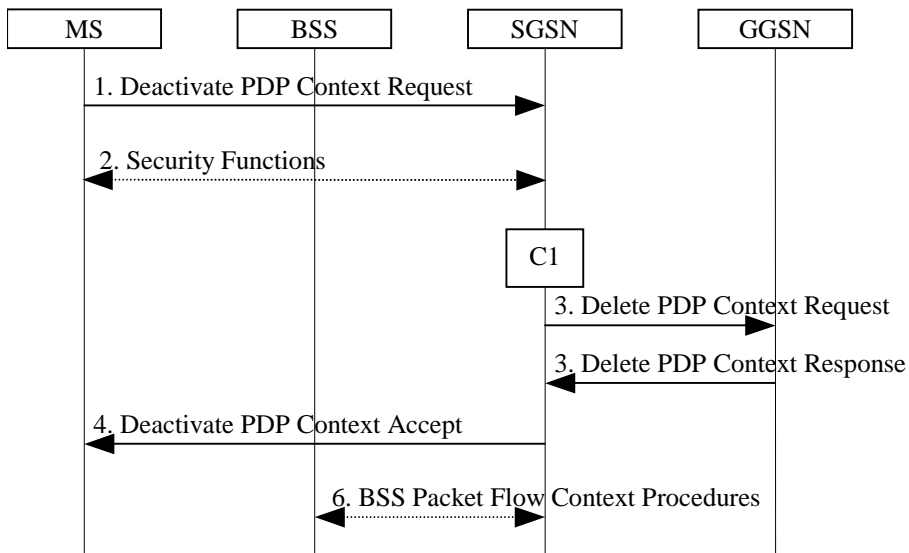 MS BSS SGSN GGSN
1. Deactivate PDP Context Request
2. Security Functions
C1
3. Delete PDP Context Request
3. Delete PDP Context Response
4. Deactivate PDP Context Accept
6. BSS Packet Flow Context Procedures